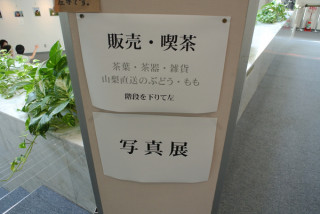 販売・喫茶
茶葉・茶器・雑貨
山梨直送のぶどう・もも
階段を下りて左
写真展